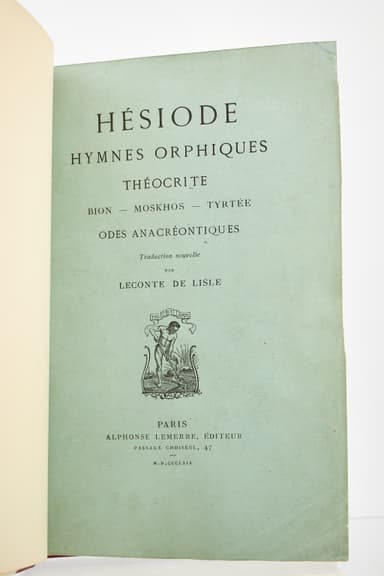 HÉSIODE
HYMNES ORPHIQUES
THÉOCRITE
BION — MOSKHOS — TYRTÉE
ODES ANACRÉONTIQUES
Traduction nouvelle
PAR
LECONTE DE LISLE
PARIS
ALPHONSE LEMERRE, ÉDITEUR
PASSAGE CHOISEUL, 47